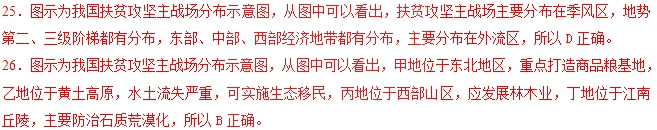 25．图示为我国扶贫攻坚主战场分布示意图，从图中可以看出，扶贫攻坚主战场主要分布在季风区，地势
第二、三级阶梯都有分布，东部、中部、西部经济地带都有分布，主要分布在外流区，所以 D 正确。
26．图示为我国扶贫攻坚主战场分布示意图，从图中可以看出，甲地位于东北地区，重点打造商品粮基地，
乙地位于黄土高原，水土流失严重，可实施生态移民，丙地位于西部山区，应发展林木业，丁地位于江南
丘陵，主要防治石质荒漠化，所以 B 正确。